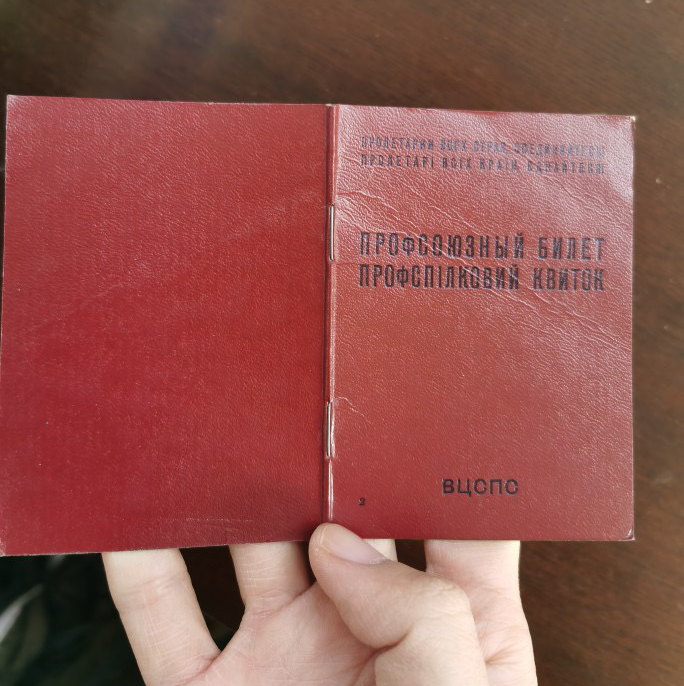 ПРОЛЕТАРИИ ВСЕХ СТРАН, СОЕДИНЯЙТЕСЬ!
ПРОЛЕТАРІ ВСІХ КРАЇН, ЄДНАЙТЕСЯ!
ПРОФСОЮЗНЫЙ БИЛЕТ
ПРОФСПІЛКОВИЙ КВИТОК
ВЦСПС
2